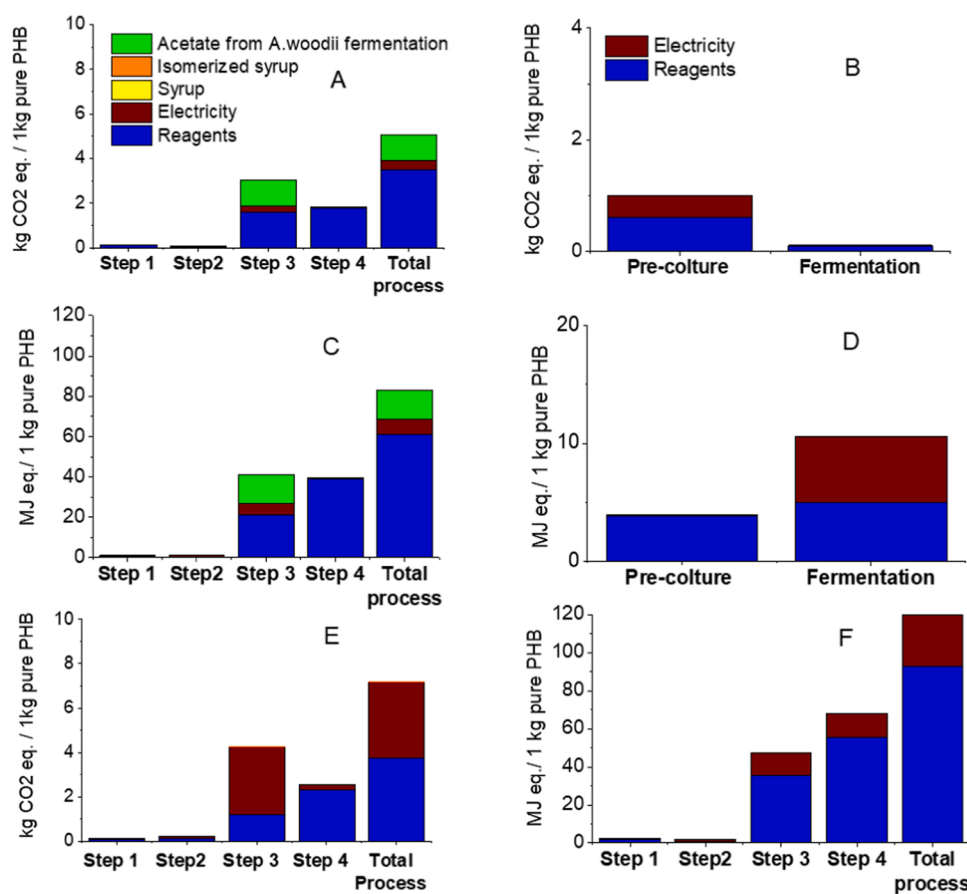 kg CO2 eq. / 1kg pure PHB
10
8
6
4
2
0
Acetate from A.woodii fermentation
Isomerized syrup
Syrup
Electricity
Reagents
A
Step 1 Step2 Step 3 Step 4 Total
process
kg CO2 eq. / 1kg pure PHB
4
2
0
Electricity
Reagents
B
Pre-colture Fermentation
MJ eq./ 1 kg pure PHB
120
100
80
60
40
20
0
C
Step 1 Step2 Step 3 Step 4 Total
process
MJ eq./ 1 kg pure PHB
20
10
0
D
Pre-colture Fermentation
kg CO2 eq. / 1kg pure PHB
10
8
6
4
2
0
E
Step 1 Step2 Step 3 Step 4 Total
Process
MJ eq./ 1 kg pure PHB
120
100
80
60
40
20
0
F
Step 1 Step2 Step 3 Step 4 Total
process